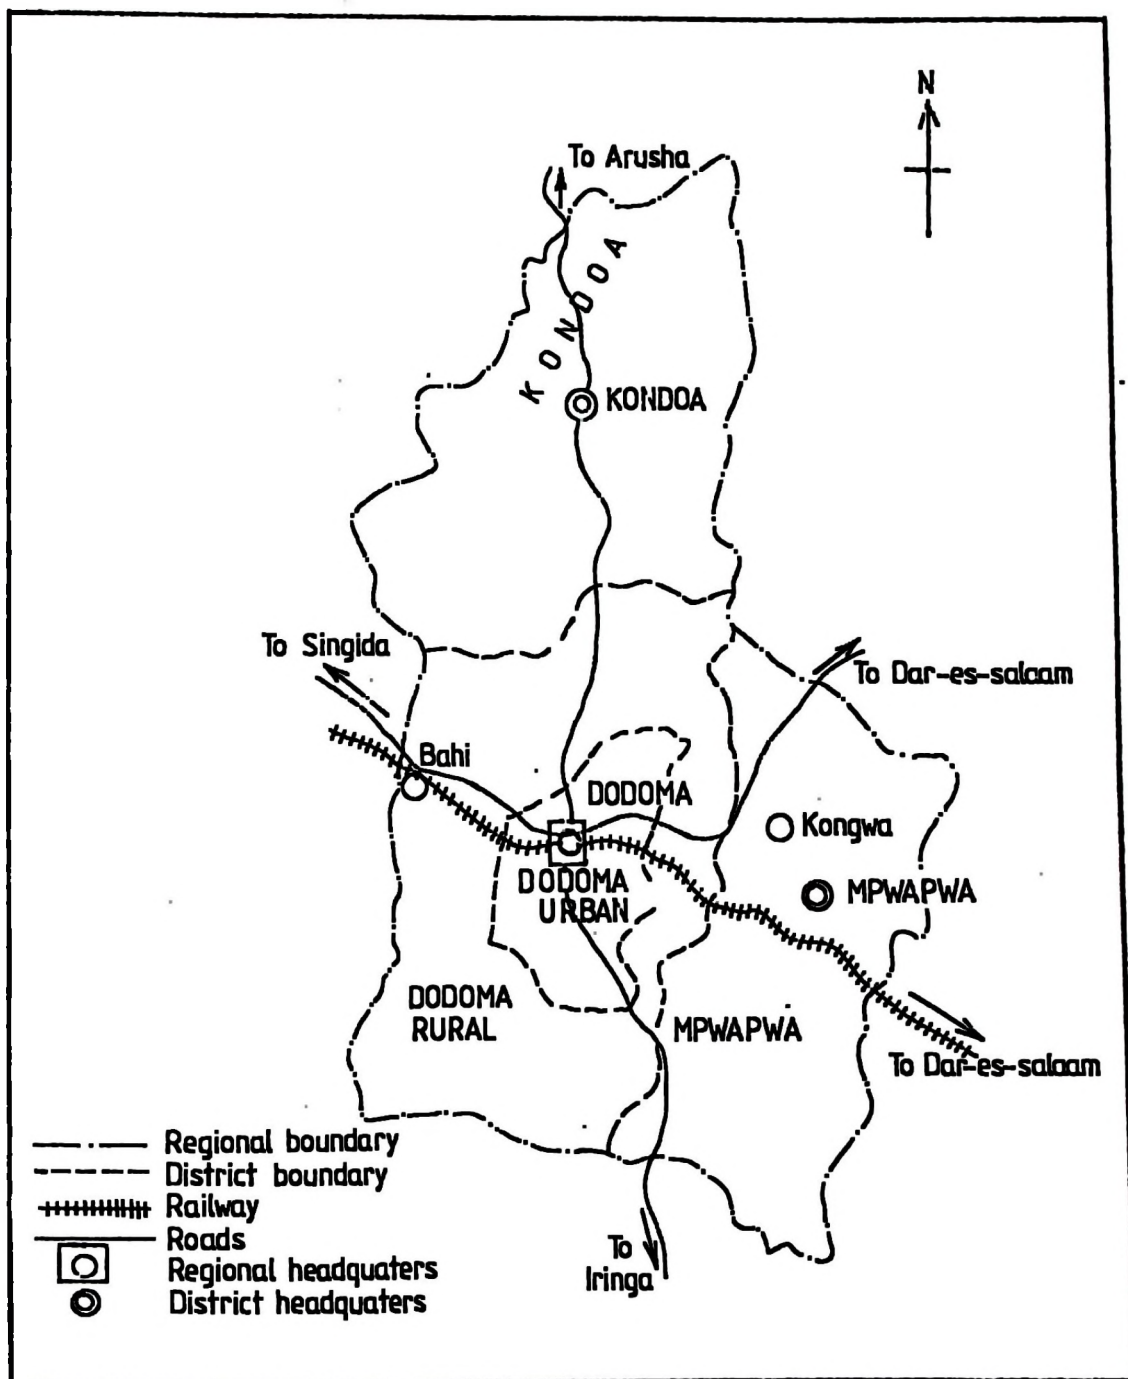 N
To Arusha
KONDOA
KONDOA
To Singida
To Dar-es-salaam
Bahi
DODOMA
Kongwa
DODOMA
URBAN
MPWAPWA
DODOMA
RURAL
MPWAPWA
To Dar-es-salaam
Regional boundary
District boundary
Railway
Roads
Regional headquaters
District headquaters
To
Iringa